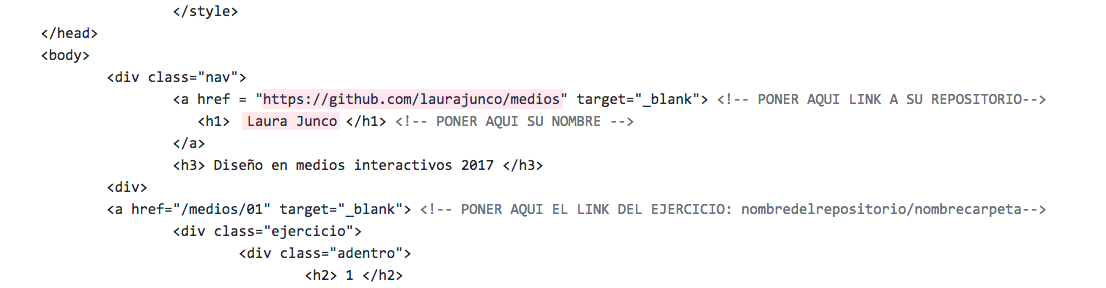 </style>
</head>
<body>
<div class="nav">
<a href = "https://github.com/laurajunco/medios" target="_blank"> <!-- PONER AQUI LINK A SU REPOSITORIO-->
<h1> Laura Junco </h1> <!-- PONER AQUI SU NOMBRE -->
</a>
<h3> Diseño en medios interactivos 2017 </h3>
<div>
<a href="/medios/01" target="_blank"> <!-- PONER AQUI EL LINK DEL EJERCICIO: nombredelrepositorio/nombrecarpeta-->
<div class="ejercicio">
<div class="adentro">
<h2> 1 </h2>